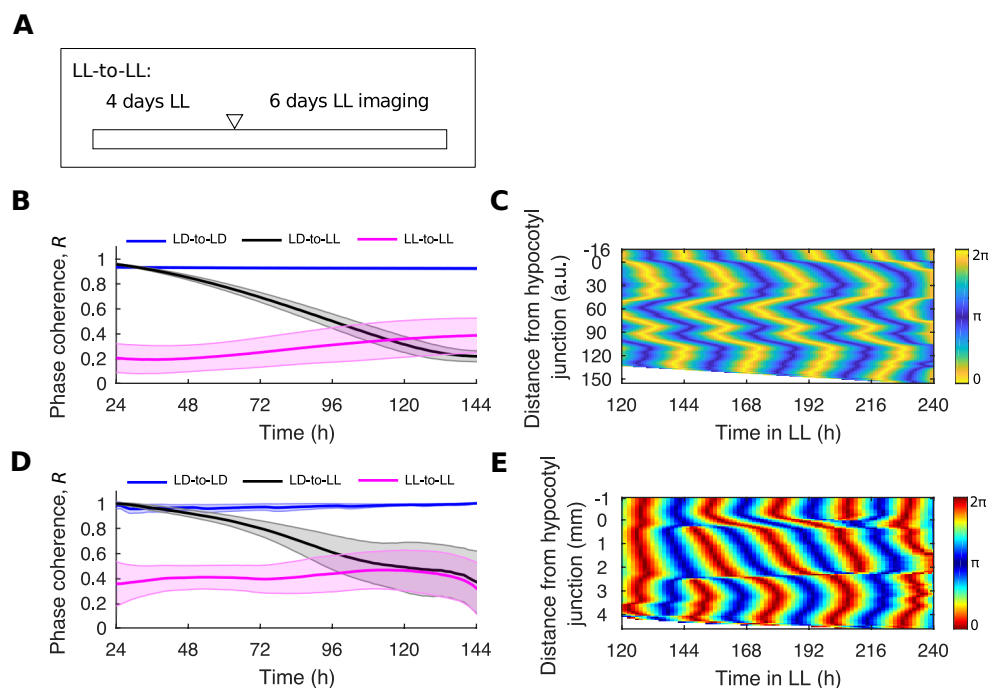 A
LL-to-LL:
4 days LL 6 days LL imaging
B
LD-to-LD LD-to-LL LL-to-LL
Phase coherence, R
1
0.8
0.6
0.4
0.2
0
24 48 72 96 120 144
Time (h)
C
Distance from hypocotyl
junction (a.u.)
-16
0
30
60
90
120
150
120 144 168 192 216 240
Time in LL (h)
2π
π
0
D
LD-to-LD LD-to-LL LL-to-LL
Phase coherence, R
1
0.8
0.6
0.4
0.2
0
24 48 72 96 120 144
Time (h)
E
Distance from hypocotyl
junction (mm)
-1
0
1
2
3
4
120 144 168 192 216 240
Time in LL (h)
2π
π
0